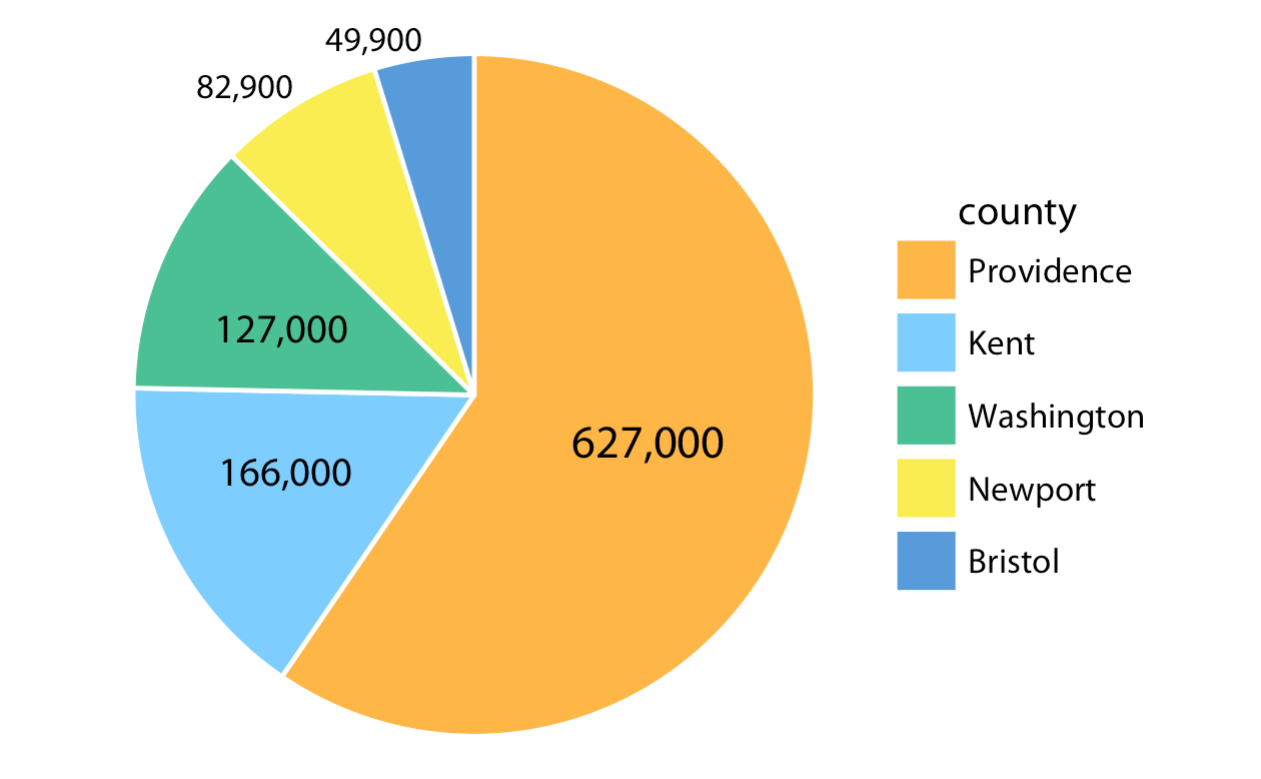 49,900
82,900
127,000
166,000
627,000
county
Providence
Kent
Washington
Newport
Bristol